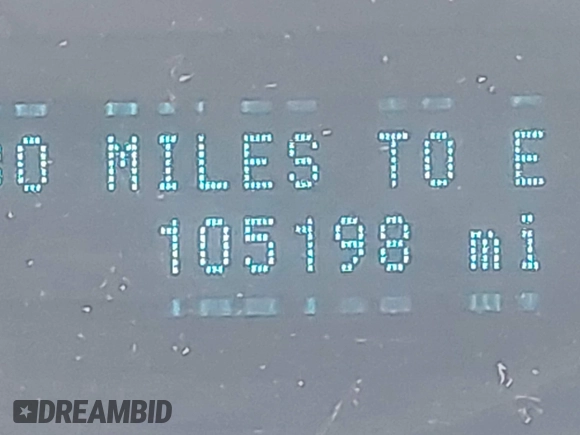 0 MILES TO E
105198 mi
DREAMBID